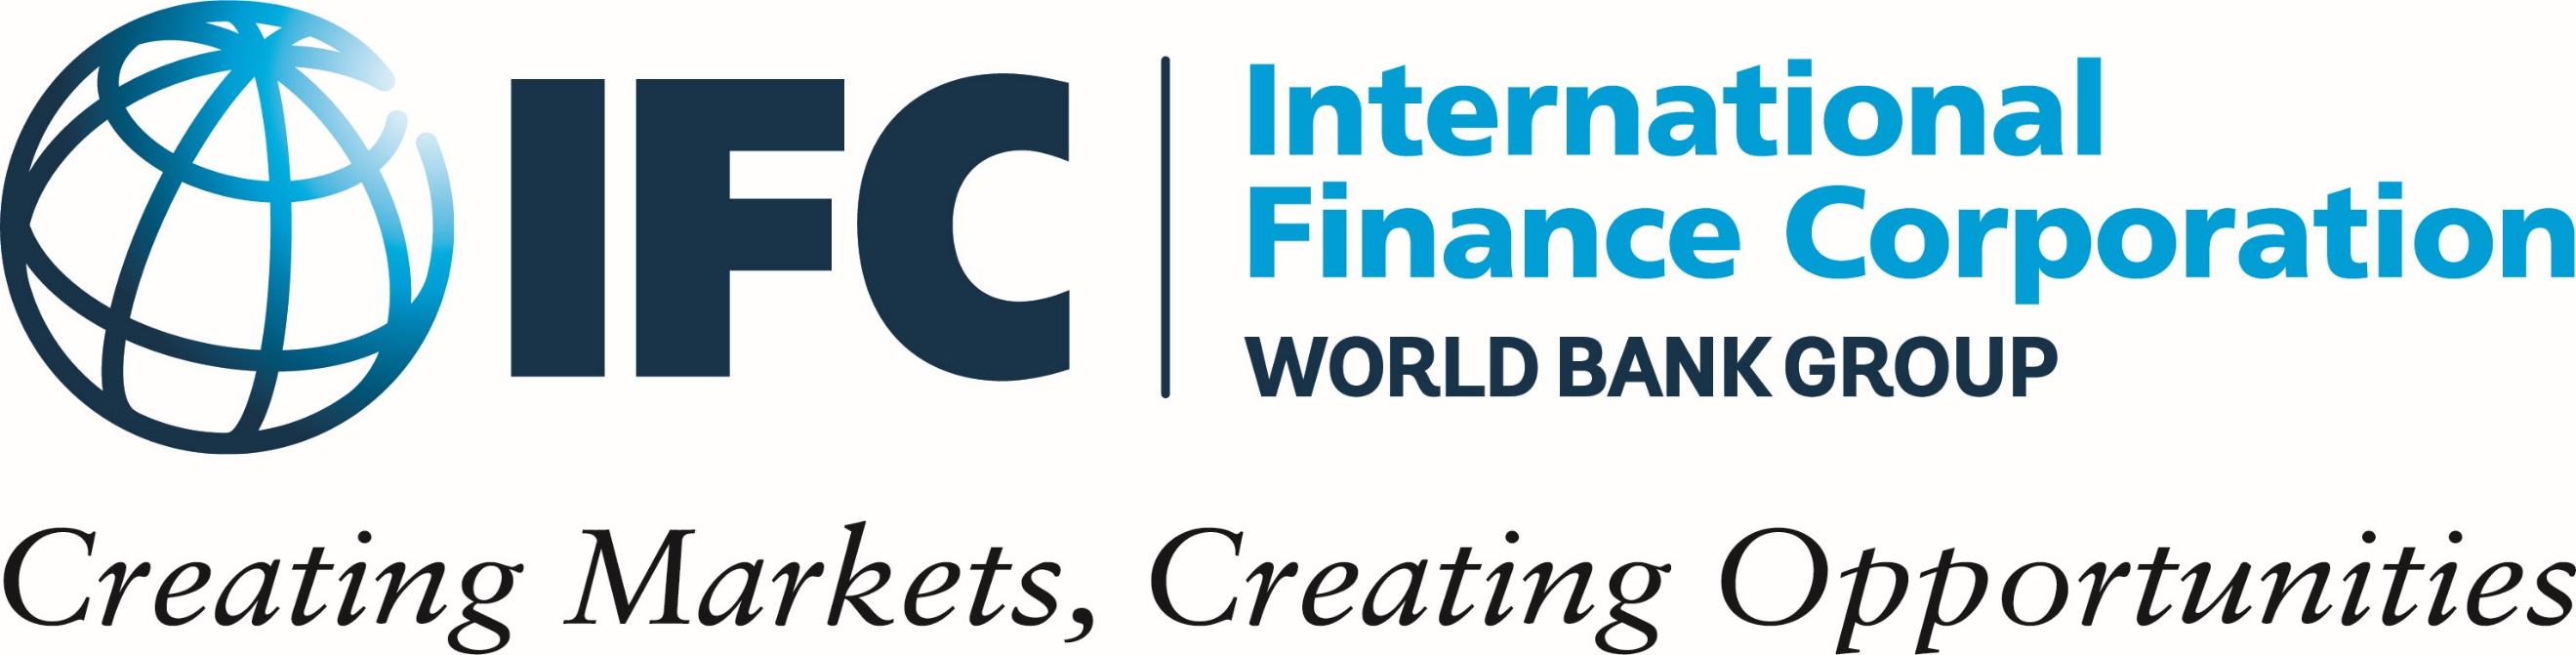 IFC
International
Finance Corporation
WORLD BANK GROUP
Creating Markets, Creating Opportunities